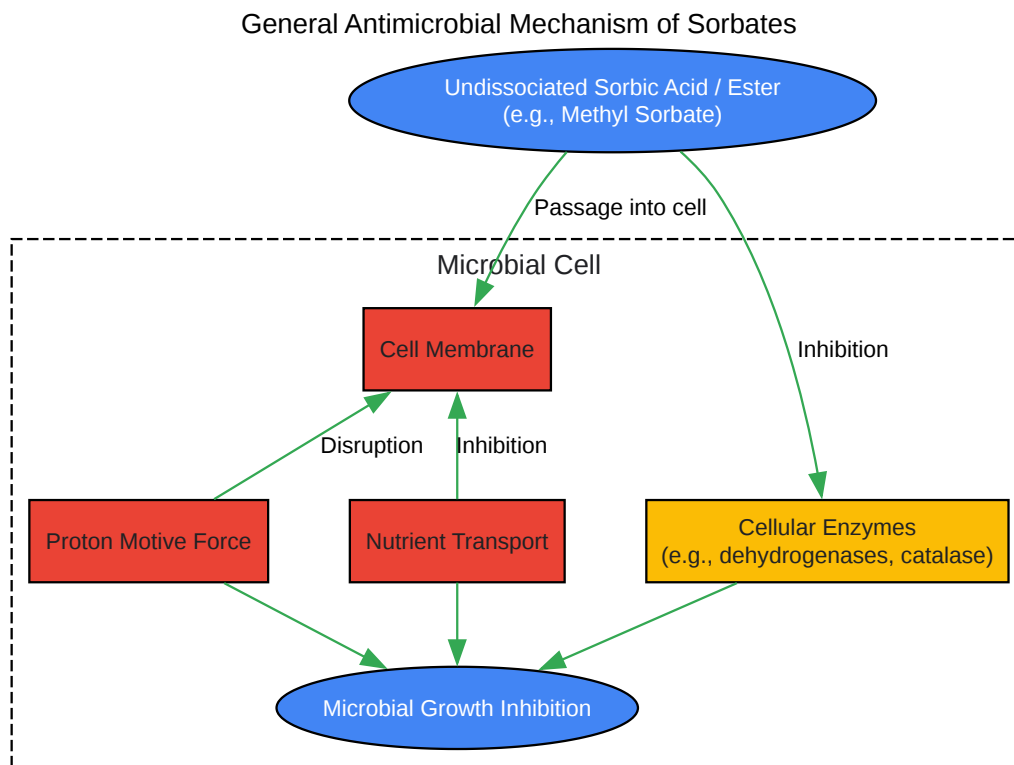 General Antimicrobial Mechanism of Sorbates
Undissociated Sorbic Acid / Ester
(e.g., Methyl Sorbate)
Passage into cell
Microbial Cell
Cell Membrane
Inhibition
Disruption
Inhibition
Proton Motive Force
Nutrient Transport
Cellular Enzymes
(e.g., dehydrogenases, catalase)
Microbial Growth Inhibition